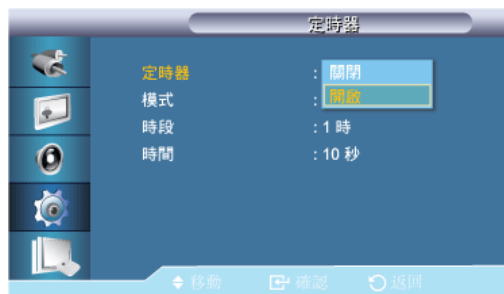 定時器
定時器 : 關閉
開啟
模式 :
時段 : 1 時
時間 : 10 秒
移動 確認 返回